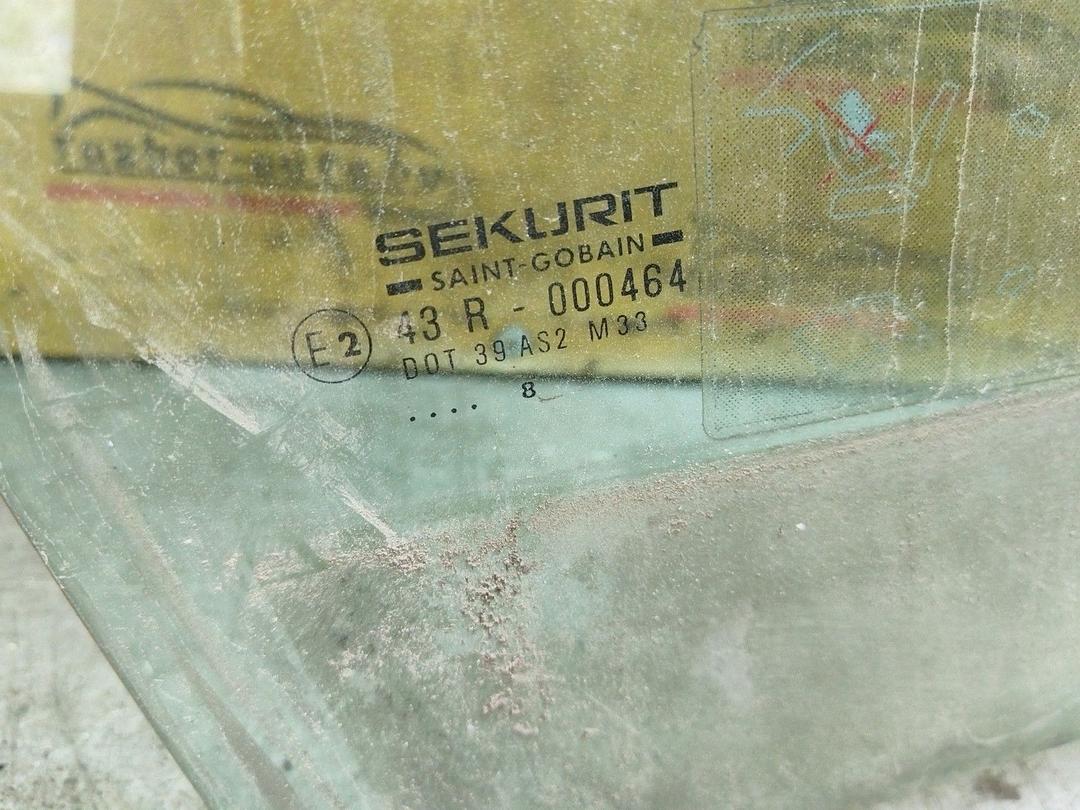 SEKURIT
SAINT-GOBAIN
E2
43 R - 000464
DOT 39 AS2 M33
.... 8